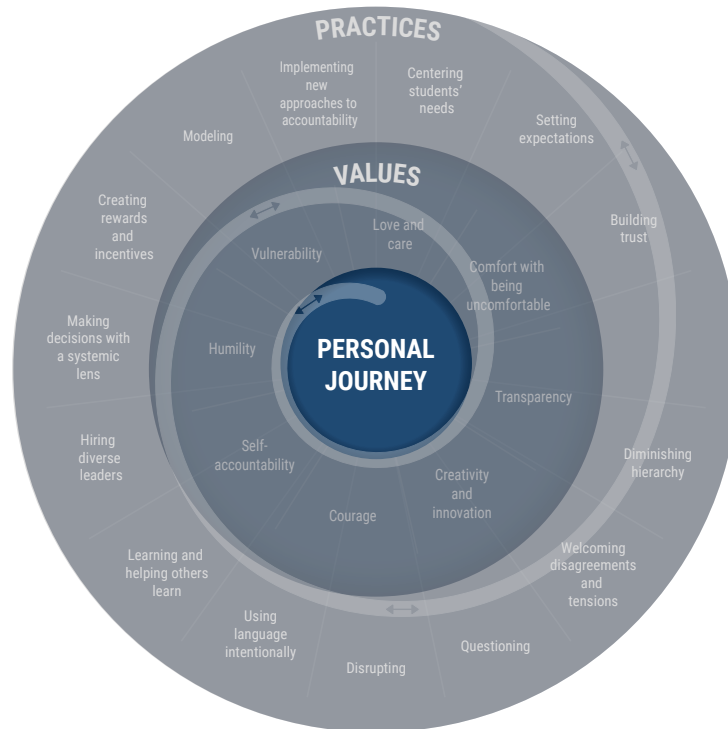 PRACTICES
Implementing
new
approaches to
accountability
Centering
students’
needs
Setting
expectations
Building
trust
Diminishing
hierarchy
Welcoming
disagreements
and
tensions
Questioning
Disrupting
Using
language
intentionally
Learning and
helping others
learn
Hiring
diverse
leaders
Making
decisions with
a systemic
lens
Creating
rewards
and
incentives
Modeling
VALUES
Love and
care
Comfort with
being
uncomfortable
Transparency
Creativity
and
innovation
Courage
Self-
accountability
Humility
Vulnerability
PERSONAL
JOURNEY